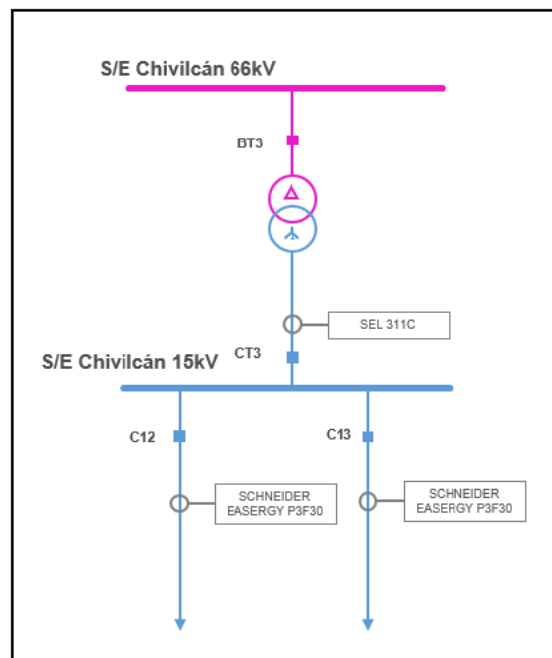 S/E Chivilcán 66kV
BT3
SEL 311C
CT3
S/E Chivilcán 15kV
C12
C13
SCHNEIDER
EASERGY P3F30
SCHNEIDER
EASERGY P3F30